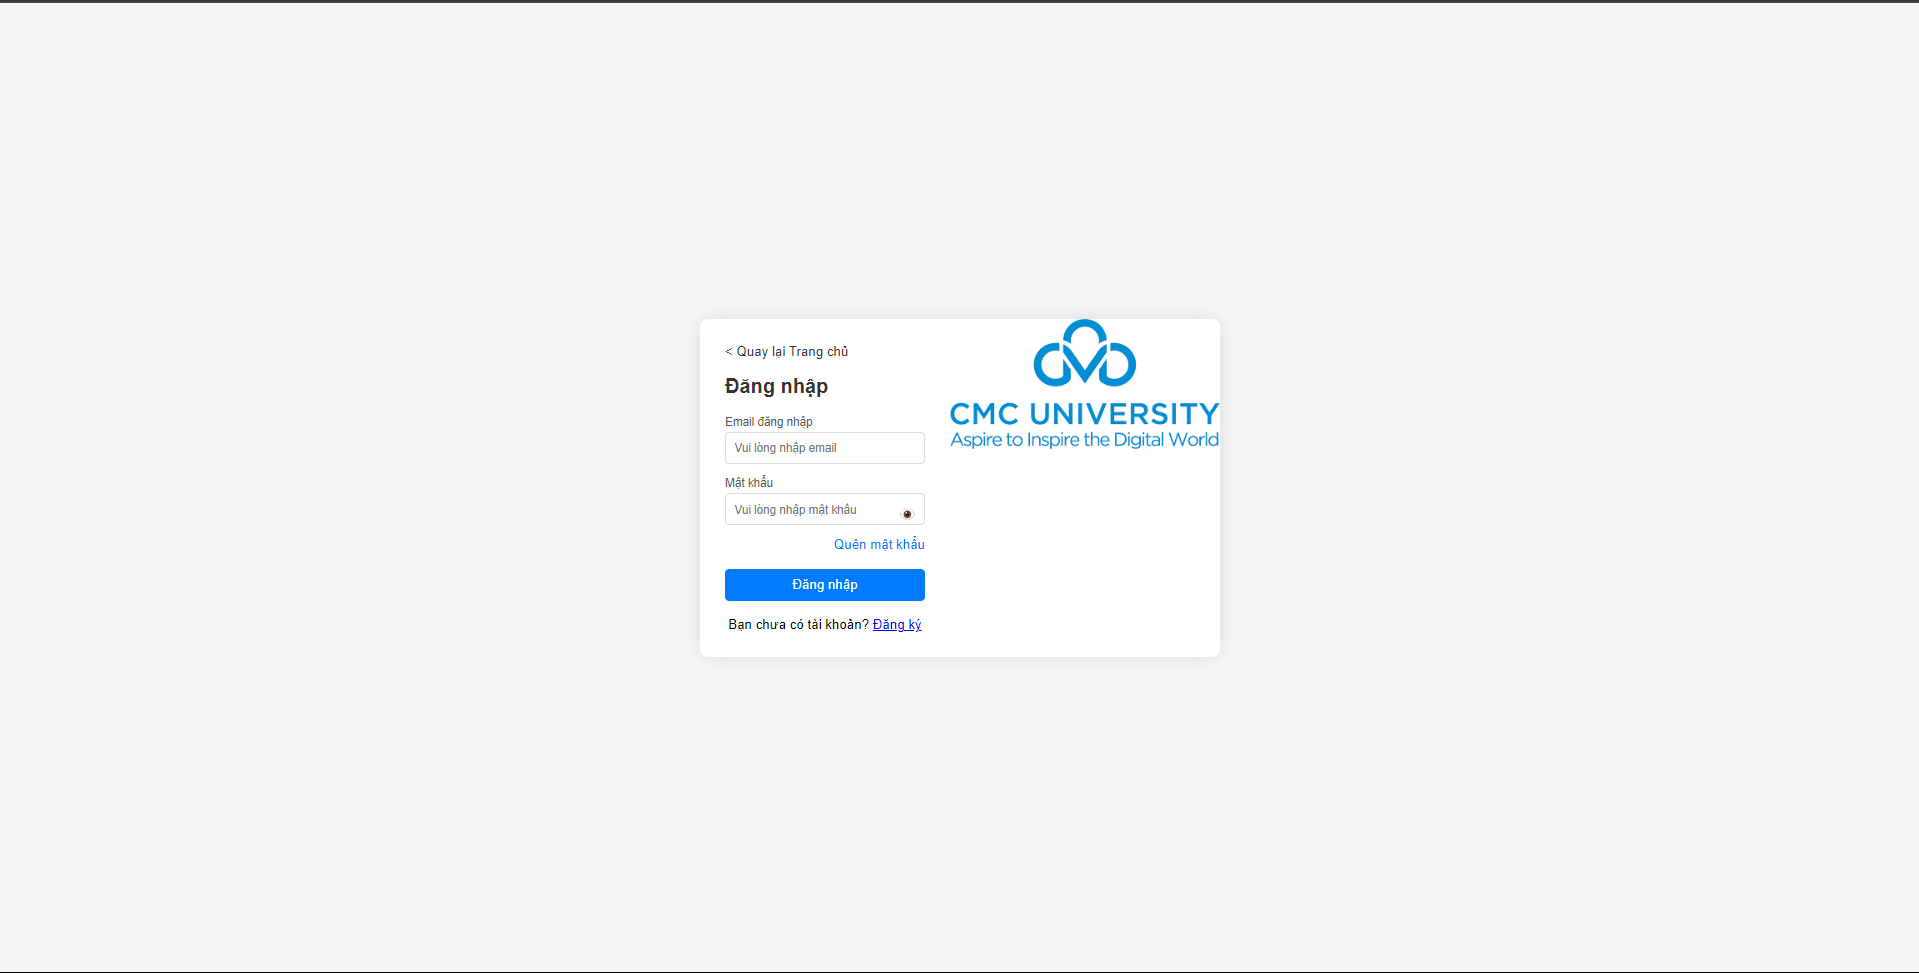 < Quay lại Trang chủ
Đăng nhập
Email đăng nhập
Vui lòng nhập email
Mật khẩu
Vui lòng nhập mật khẩu
Quên mật khẩu
Đăng nhập
Bạn chưa có tài khoản? Đăng ký
CMC UNIVERSITY
Aspire to Inspire the Digital World